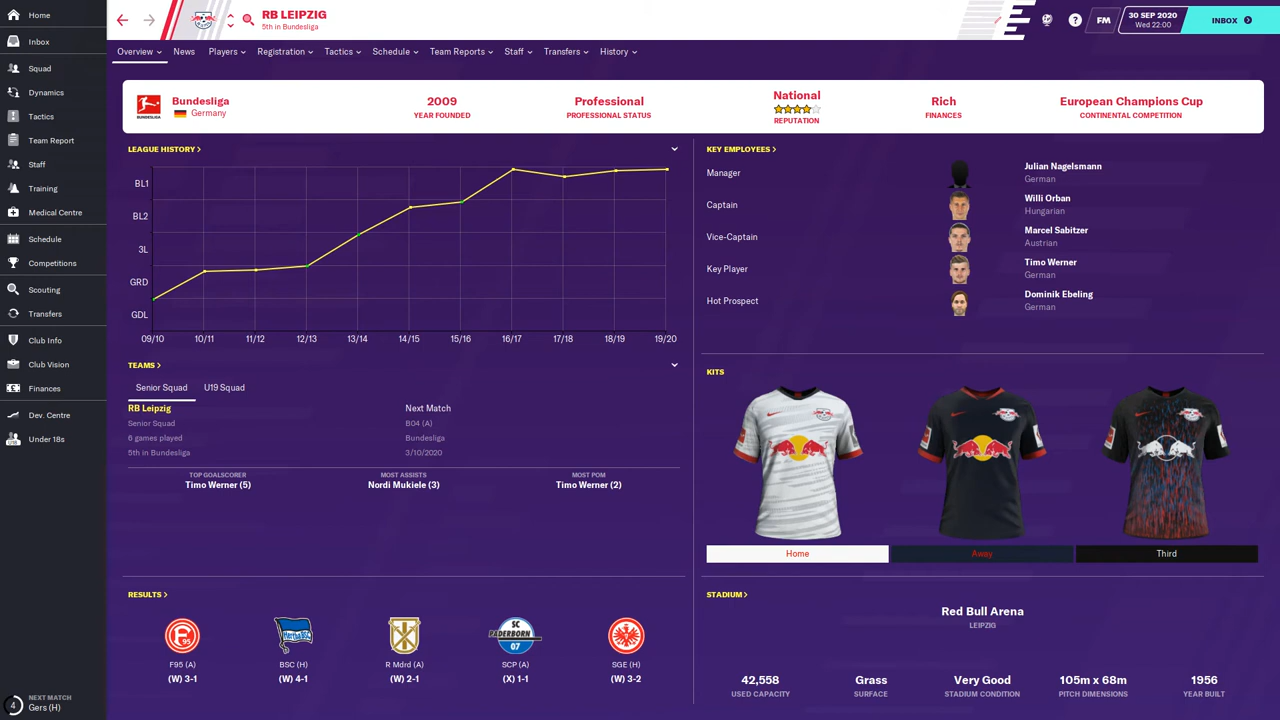 Home
Inbox
Squad
Dynamics
Tactics
Team Report
Staff
Training
Medical Centre
Schedule
Competitions
Scouting
Transfers
Club Info
Club Vision
Finances
Dev. Centre
Under 18s
4
NEXT MATCH
Gers (H)
RB LEIPZIG
5th in Bundesliga
?
FM
30 SEP 2020
Wed 22:00
INBOX
Overview
News
Players
Registration
Tactics
Schedule
Team Reports
Staff
Transfers
History
BUNDESLIGA
Bundesliga
Germany
2009
YEAR FOUNDED
Professional
PROFESSIONAL STATUS
National
REPUTATION
Rich
FINANCES
European Champions Cup
CONTINENTAL COMPETITION
LEAGUE HISTORY
BL1
BL2
3L
GRD
GDL
09/10 10/11 11/12 12/13 13/14 14/15 15/16 16/17 17/18 18/19 19/20
TEAMS
Senior Squad U19 Squad
RB Leipzig
Senior Squad
6 games played
5th in Bundesliga
Next Match
B04 (A)
Bundesliga
3/10/2020
TOP GOALSCORER
Timo Werner (5)
MOST ASSISTS
Nordi Mukiele (3)
MOST POM
Timo Werner (2)
RESULTS
F95
F95 (A)
(W) 3-1
Hertha BSC
BSC (H)
(W) 4-1
R Mdrd (A)
(W) 2-1
SC
PADERBORN
07
SCP (A)
(X) 1-1
SGE (H)
(W) 3-2
KEY EMPLOYEES
Manager
Julian Nagelsmann
German
Captain
Willi Orban
Hungarian
Vice-Captain
Marcel Sabitzer
Austrian
Key Player
Timo Werner
German
Hot Prospect
Dominik Ebeling
German
KITS
Home
Away
Third
STADIUM
Red Bull Arena
LEIPZIG
42,558
USED CAPACITY
Grass
SURFACE
Very Good
STADIUM CONDITION
105m x 68m
PITCH DIMENSIONS
1956
YEAR BUILT